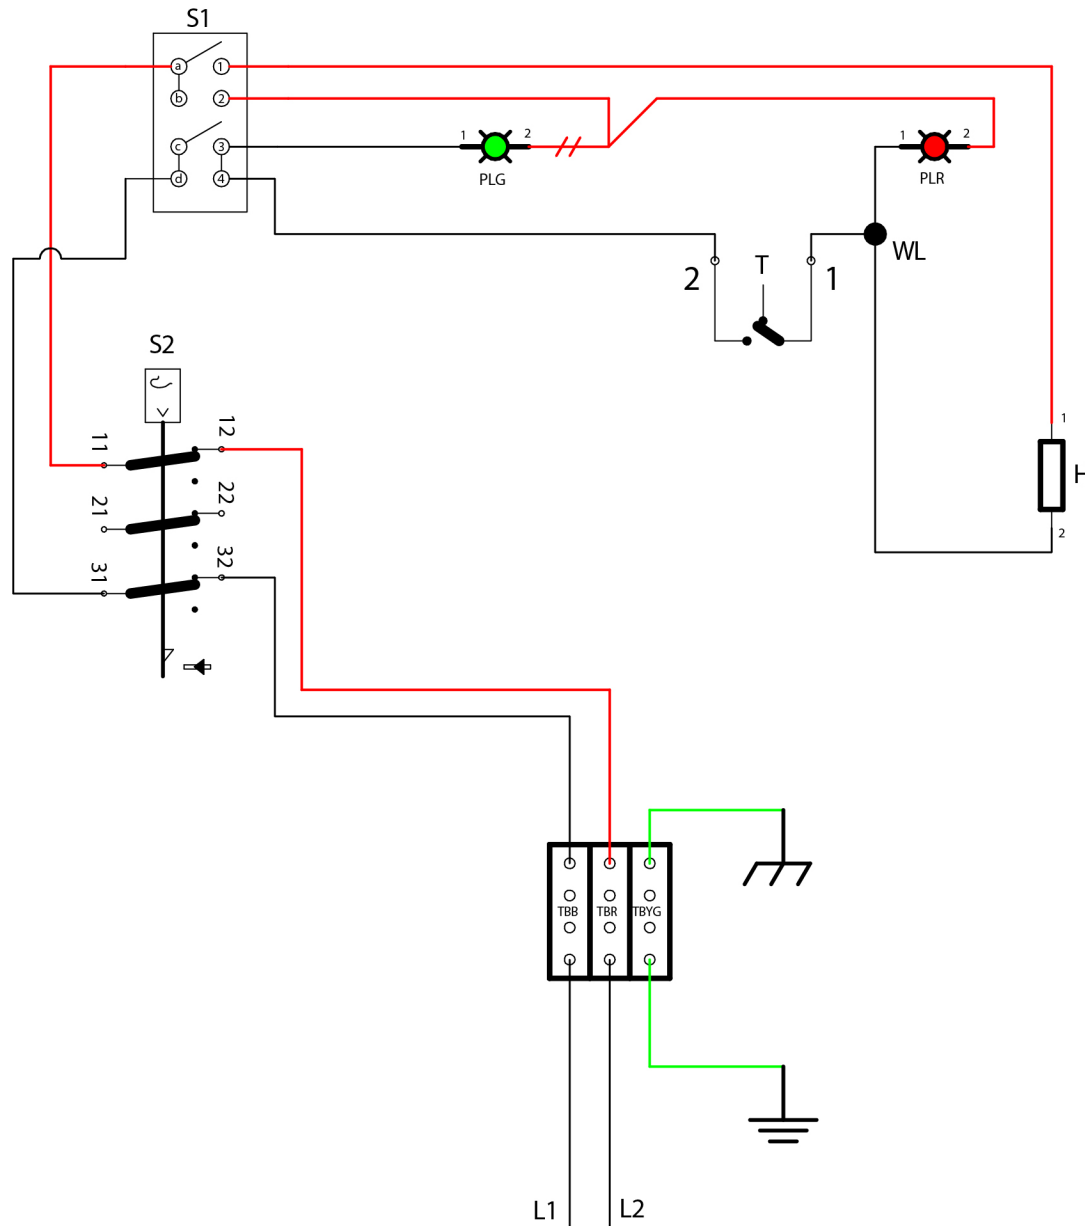 S1
a 1
b 2
c 3
d 4
1 2
PLG
1 2
PLR
WL
2 T 1
S2
11 12
21 22
31 32
1
H
2
TBB TBR TBYG
L1 L2